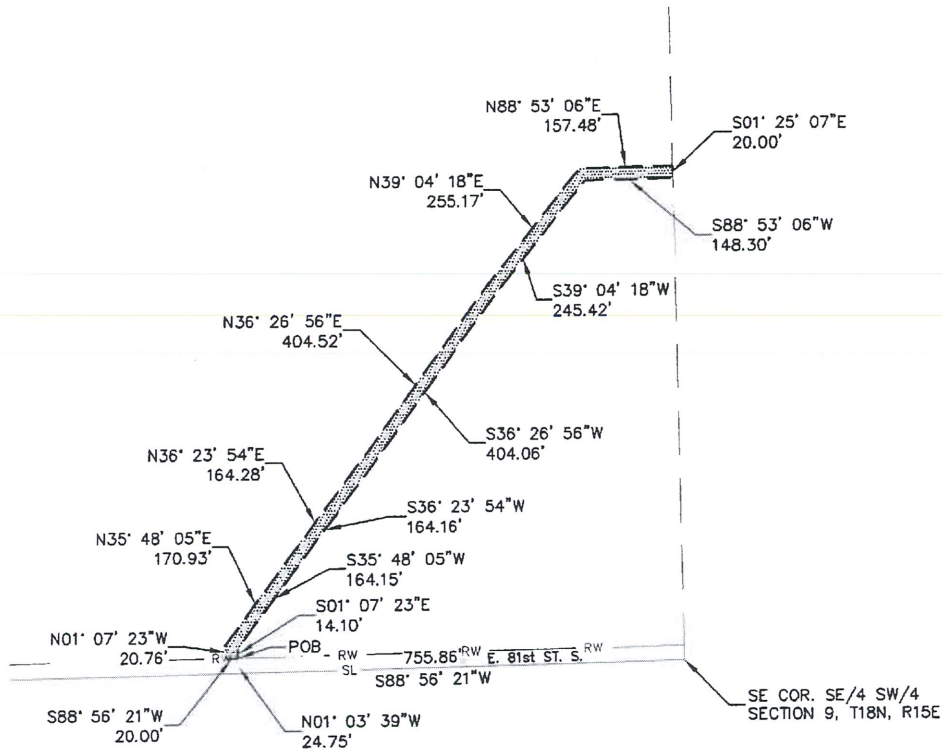 N88° 53' 06"E
157.48'
S01° 25' 07"E
20.00'
N39° 04' 18"E
255.17'
S88° 53' 06"W
148.30'
S39° 04' 18"W
245.42'
N36° 26' 56"E
404.52'
S36° 26' 56"W
404.06'
N36° 23' 54"E
164.28'
S36° 23' 54"W
164.16'
N35° 48' 05"E
170.93'
S35° 48' 05"W
164.15'
S01° 07' 23"E
14.10'
N01° 07' 23"W
20.76'
POB
RW RW 755.86' RW E. 81st ST. S. RW
SL
S88° 56' 21"W
S88° 56' 21"W
20.00'
N01° 03' 39"W
24.75'
SE COR. SE/4 SW/4
SECTION 9, T18N, R15E